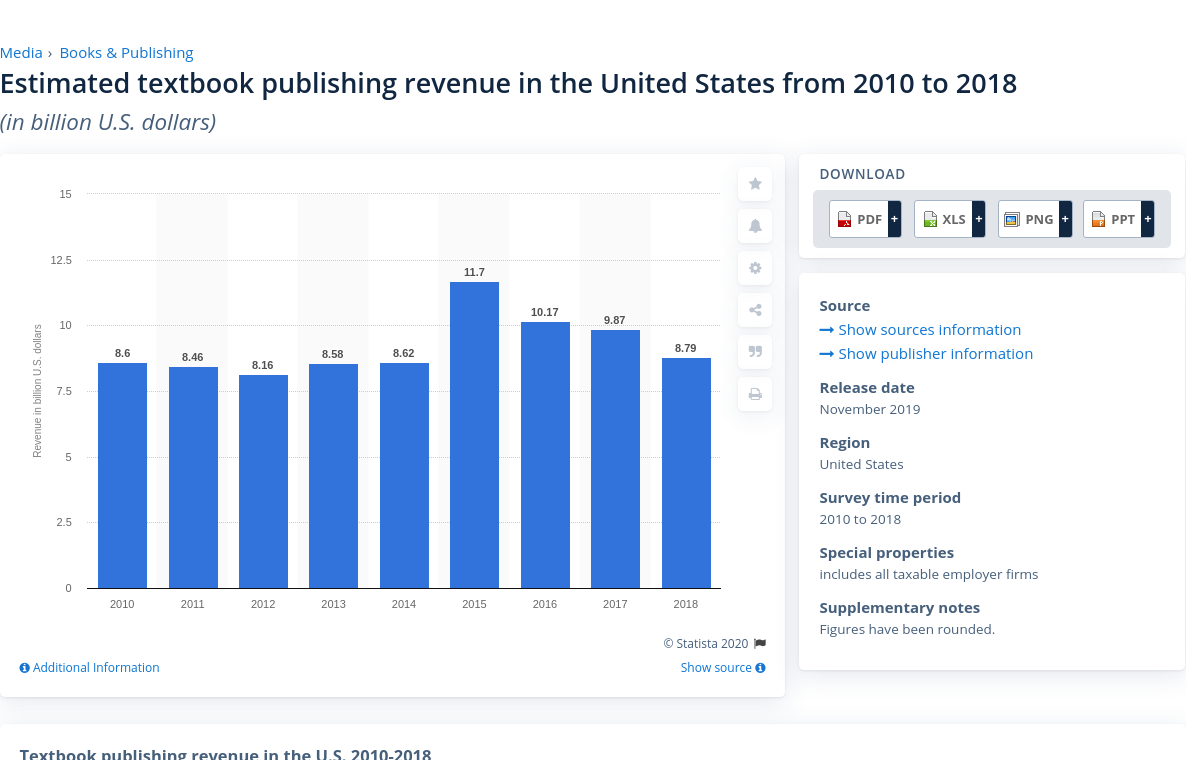 Media › Books & Publishing
Estimated textbook publishing revenue in the United States from 2010 to 2018
(in billion U.S. dollars)
Revenue in billion U.S. dollars
15
12.5
10
7.5
5
2.5
0
8.6
8.46
8.16
8.58
8.62
11.7
10.17
9.87
8.79
2010 2011 2012 2013 2014 2015 2016 2017 2018
© Statista 2020
Additional Information
Show source
DOWNLOAD
PDF + XLS + PNG + PPT +
Source
Show sources information
Show publisher information
Release date
November 2019
Region
United States
Survey time period
2010 to 2018
Special properties
includes all taxable employer firms
Supplementary notes
Figures have been rounded.
Textbook publishing revenue in the U.S. 2010-2018